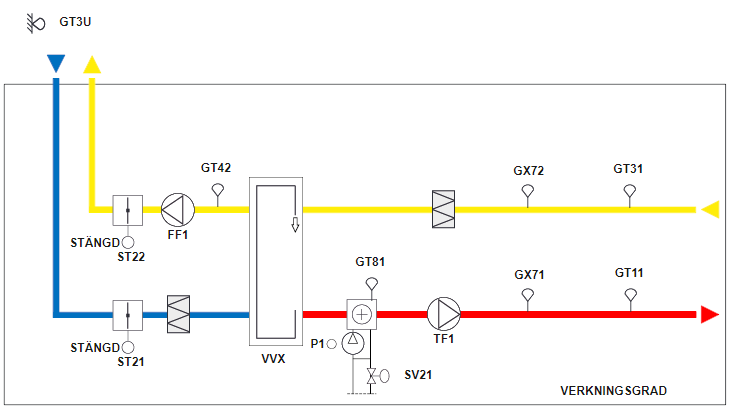 GT3U
GT42
GX72
GT31
FF1
STÄNGD
ST22
GT81
GX71
GT11
TF1
STÄNGD
ST21
VVX
P1
SV21
VERKNINGSGRAD